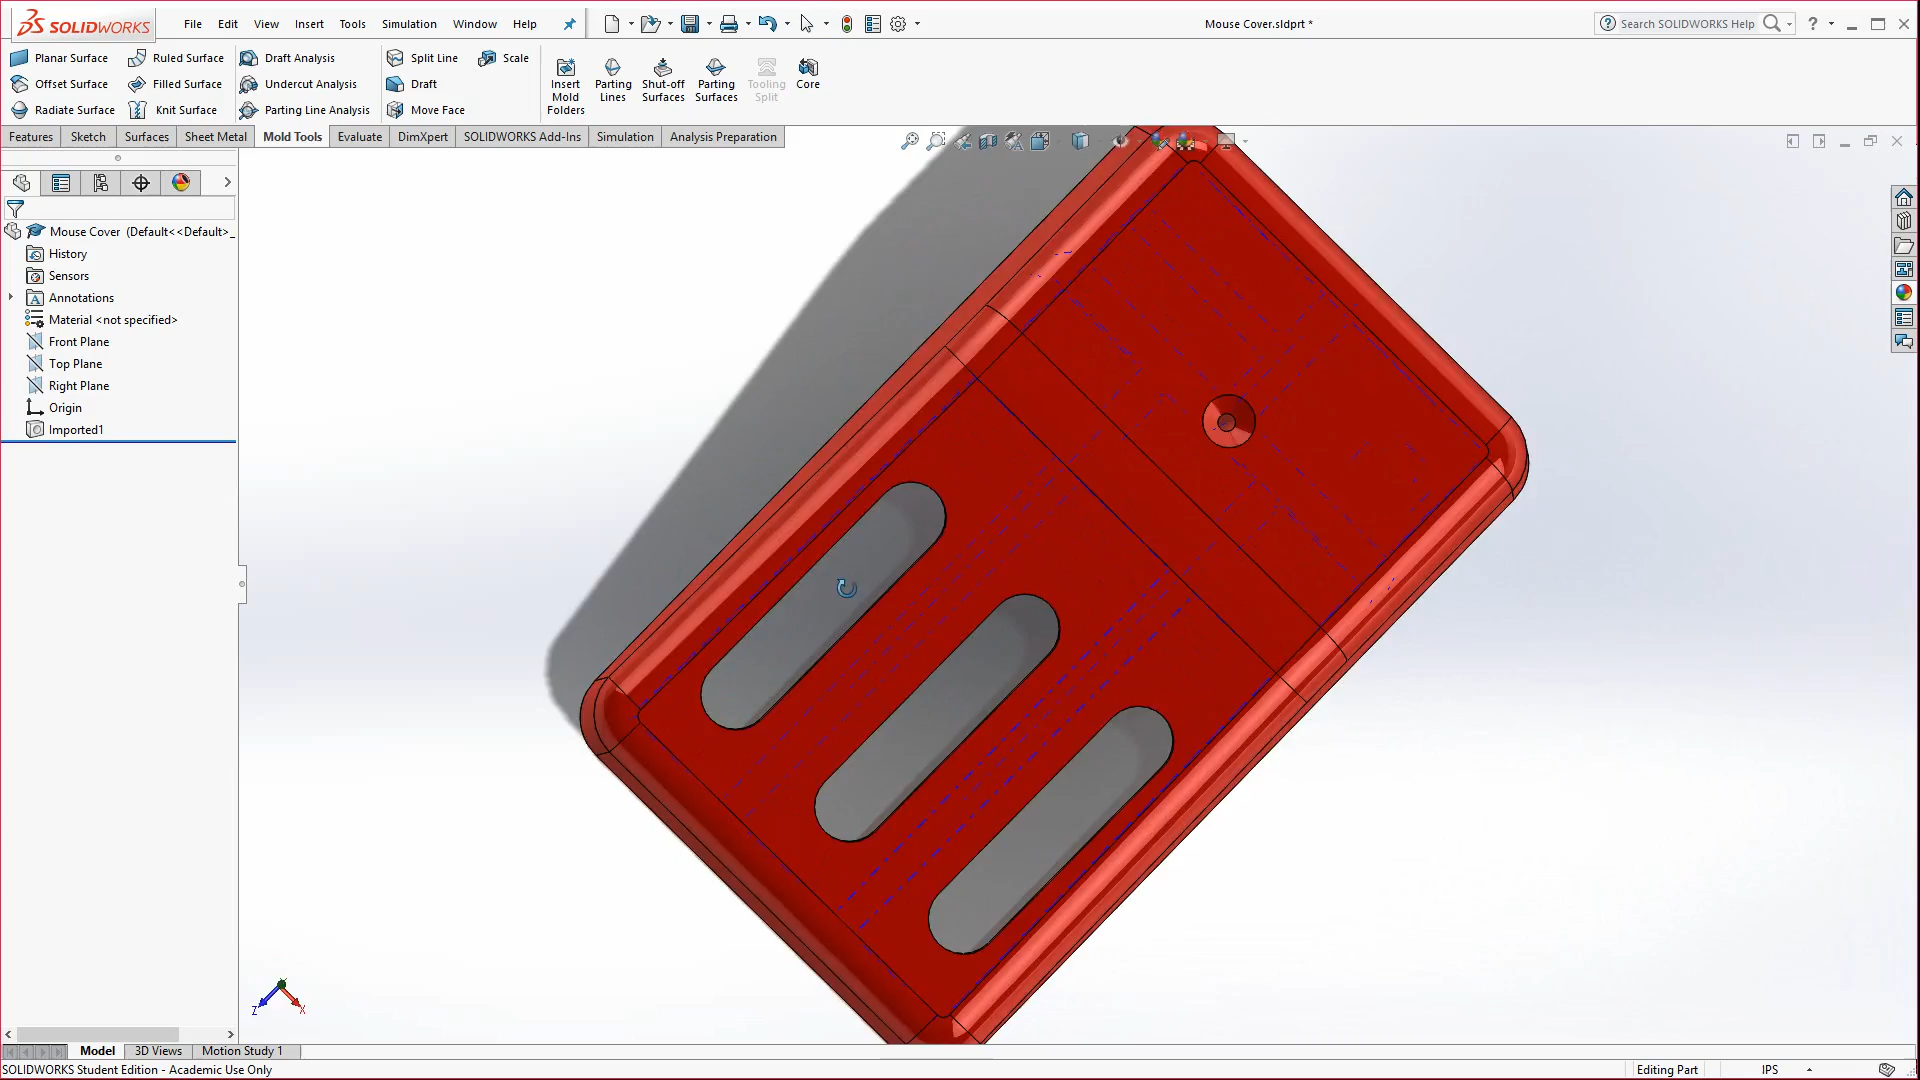 SOLIDWORKS File Edit View Insert Tools Simulation Window Help Mouse Cover.sldprt * Search SOLIDWORKS Help ?
Planar Surface Ruled Surface Draft Analysis Split Line Scale
Offset Surface Filled Surface Undercut Analysis Draft
Radiate Surface Knit Surface Parting Line Analysis Move Face
Insert Mold Folders Parting Lines Shut-off Surfaces Parting Surfaces Tooling Split Core
Features Sketch Surfaces Sheet Metal Mold Tools Evaluate DimXpert SOLIDWORKS Add-Ins Simulation Analysis Preparation
Mouse Cover (Default<<Default>_
History
Sensors
Annotations
Material <not specified>
Front Plane
Top Plane
Right Plane
Origin
Imported1
Y
Z X
Model 3D Views Motion Study 1
SOLIDWORKS Student Edition - Academic Use Only Editing Part IPS